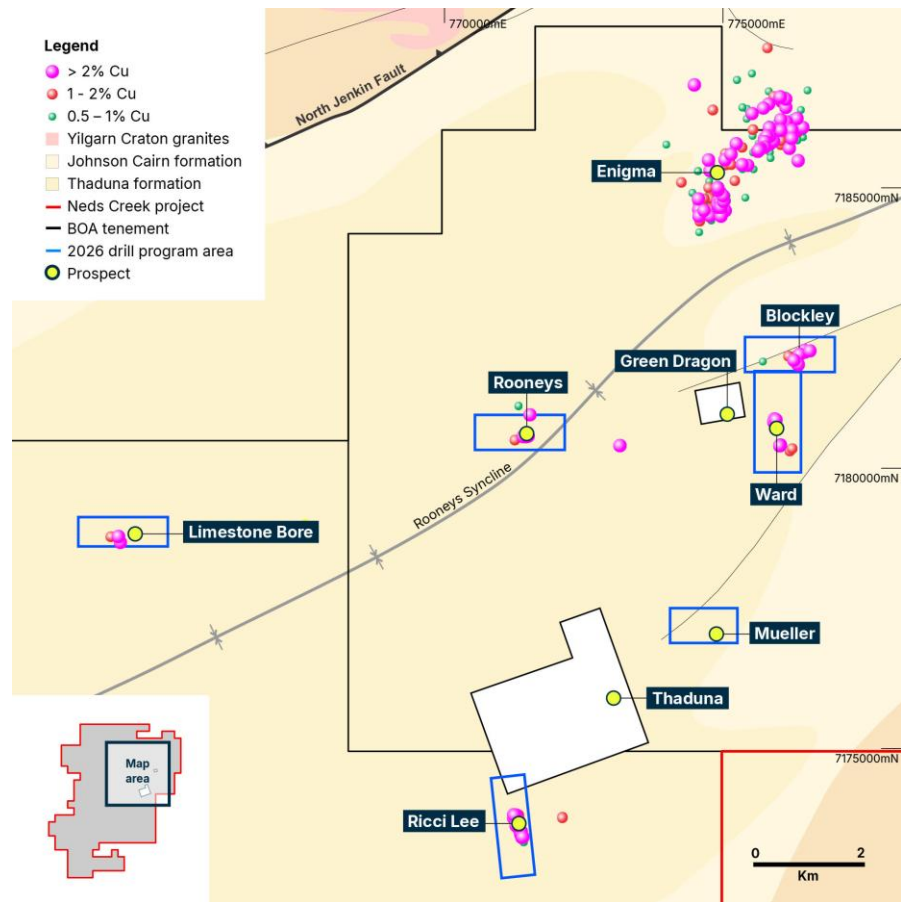 Legend
> 2% Cu
1 - 2% Cu
0.5 – 1% Cu
Yilgarn Craton granites
Johnson Cairn formation
Thaduna formation
Neds Creek project
BOA tenement
2026 drill program area
Prospect
770000mE
775000mE
North Jenkin Fault
Enigma
7185000mN
Blockley
Green Dragon
Rooneys
7180000mN
Ward
Rooneys Syncline
Limestone Bore
Mueller
Thaduna
7175000mN
Map
area
Ricci Lee
0 2
Km